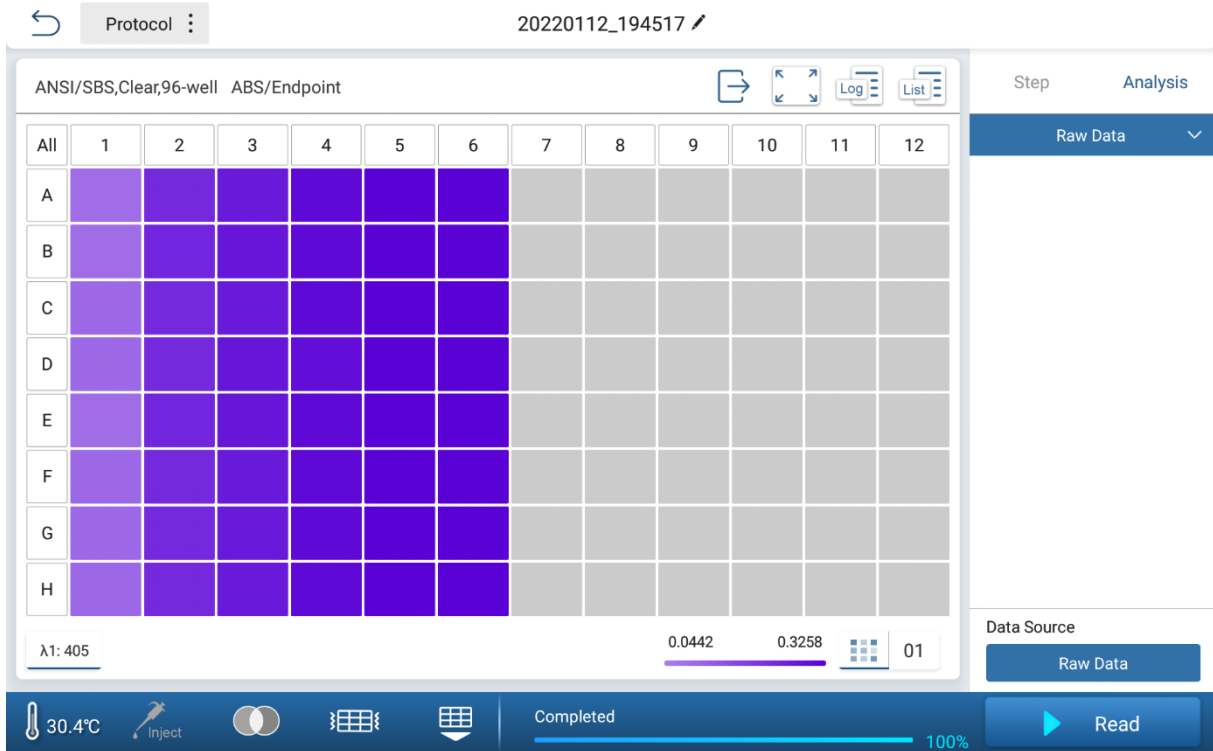 Protocol
20220112_194517
ANSI/SBS,Clear,96-well ABS/Endpoint
Log
List
Step
Analysis
Raw Data
All 1 2 3 4 5 6 7 8 9 10 11 12
A
B
C
D
E
F
G
H
λ1: 405
0.0442 0.3258
01
Data Source
Raw Data
30.4℃
Inject
Completed
100%
Read